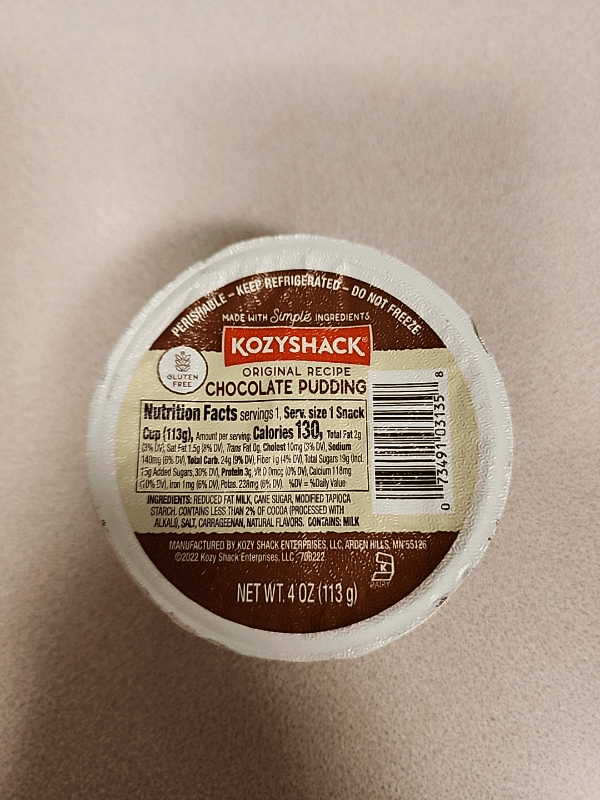 PERISHABLE – KEEP REFRIGERATED – DO NOT FREEZE
MADE WITH Simple INGREDIENTS
KOZYSHACK®
GLUTEN
FREE
ORIGINAL RECIPE
CHOCOLATE PUDDING
Nutrition Facts servings 1, Serv. size 1 Snack
Cup (113g), Amount per serving: Calories 130, Total Fat 2g
(3% DV), Sat Fat 1.5g (8% DV), Trans Fat 0g, Cholest 10mg (3% DV), Sodium
140mg (6% DV), Total Carb. 24g (9% DV), Fiber 1g (4% DV), Total Sugars 19g (Incl.
15g Added Sugars, 30% DV), Protein 3g, Vit D 0mcg (0% DV), Calcium 118mg
(10% DV), Iron 1mg (6% DV), Potas. 238mg (6% DV). %DV = %Daily Value
INGREDIENTS: REDUCED FAT MILK, CANE SUGAR, MODIFIED TAPIOCA
STARCH. CONTAINS LESS THAN 2% OF COCOA (PROCESSED WITH
ALKALI), SALT, CARRAGEENAN, NATURAL FLAVORS. CONTAINS: MILK
0 73491 03135 8
MANUFACTURED BY KOZY SHACK ENTERPRISES, LLC, ARDEN HILLS, MN 55126
©2022 Kozy Shack Enterprises, LLC 708222
K
DAIRY
NET WT. 4 OZ (113 g)